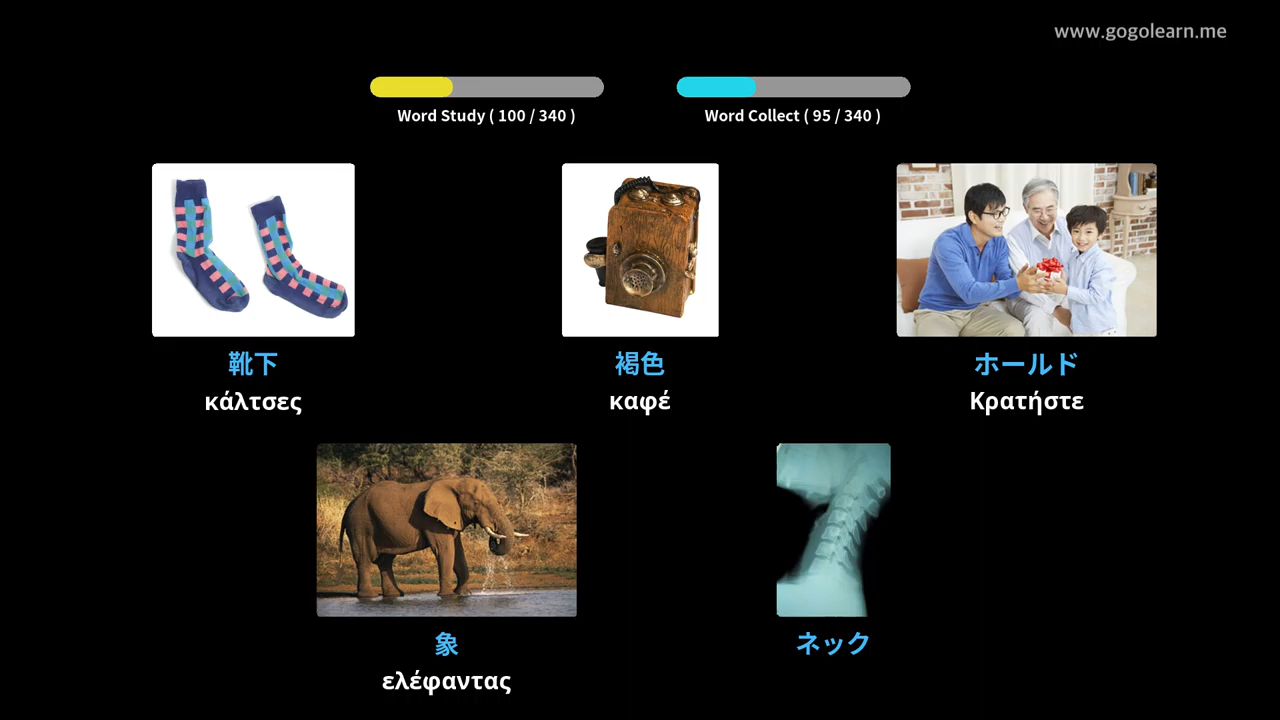 www.gogolearn.me
Word Study ( 100 / 340 )
Word Collect ( 95 / 340 )
靴下
κάλτσες
褐色
καφέ
ホールド
Κρατήστε
象
ελέφαντας
ネック